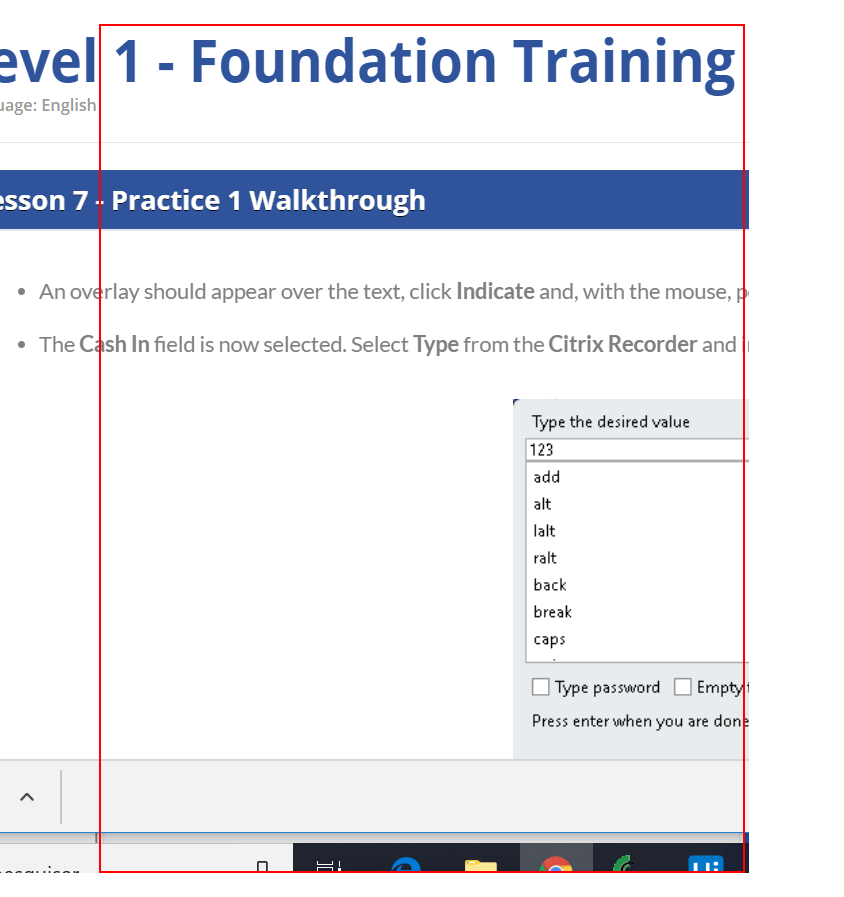 evel 1 - Foundation Training
uage: English
esson 7 - Practice 1 Walkthrough
• An overlay should appear over the text, click Indicate and, with the mouse, p
• The Cash In field is now selected. Select Type from the Citrix Recorder and i
Type the desired value
123
add
alt
lalt
ralt
back
break
caps
Type password Empty
Press enter when you are done
Ui